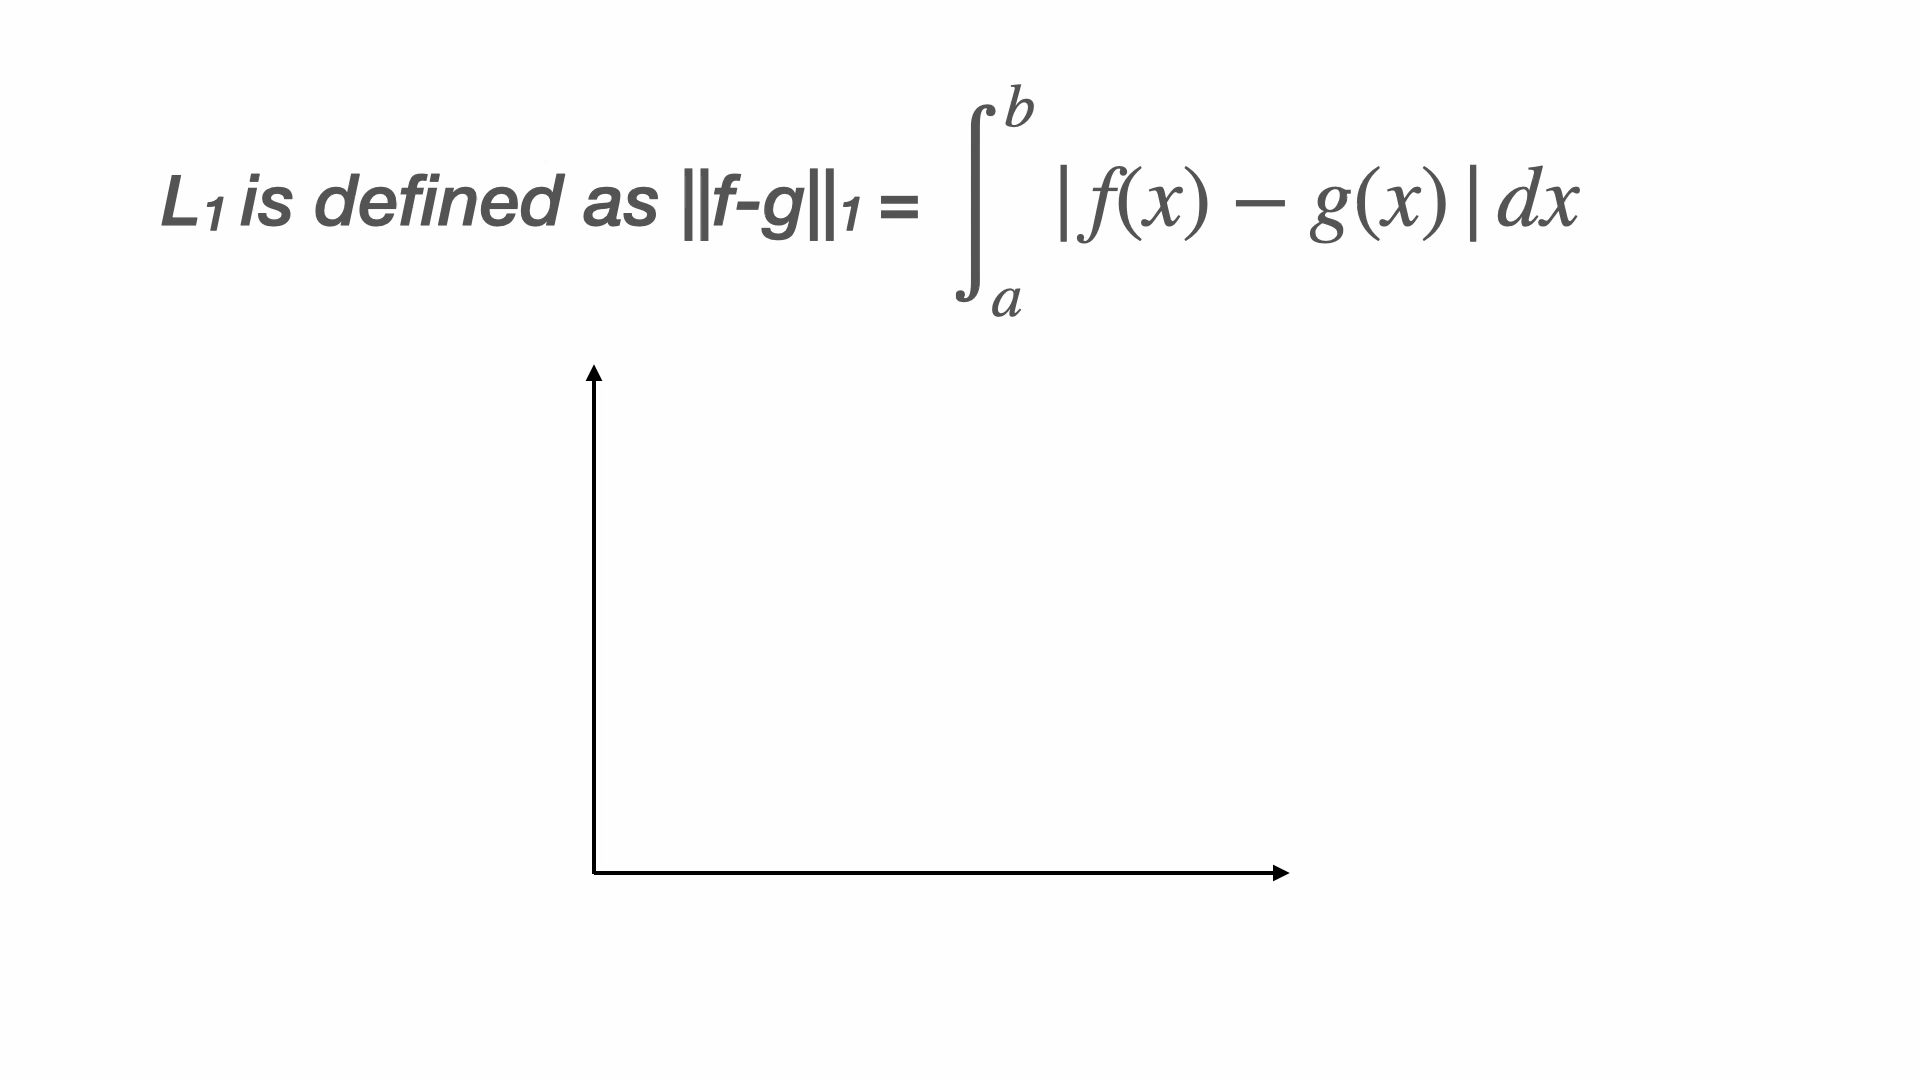 L₁ is defined as ||f-g||₁ = ∫ₐᵇ |f(x) − g(x)| dx